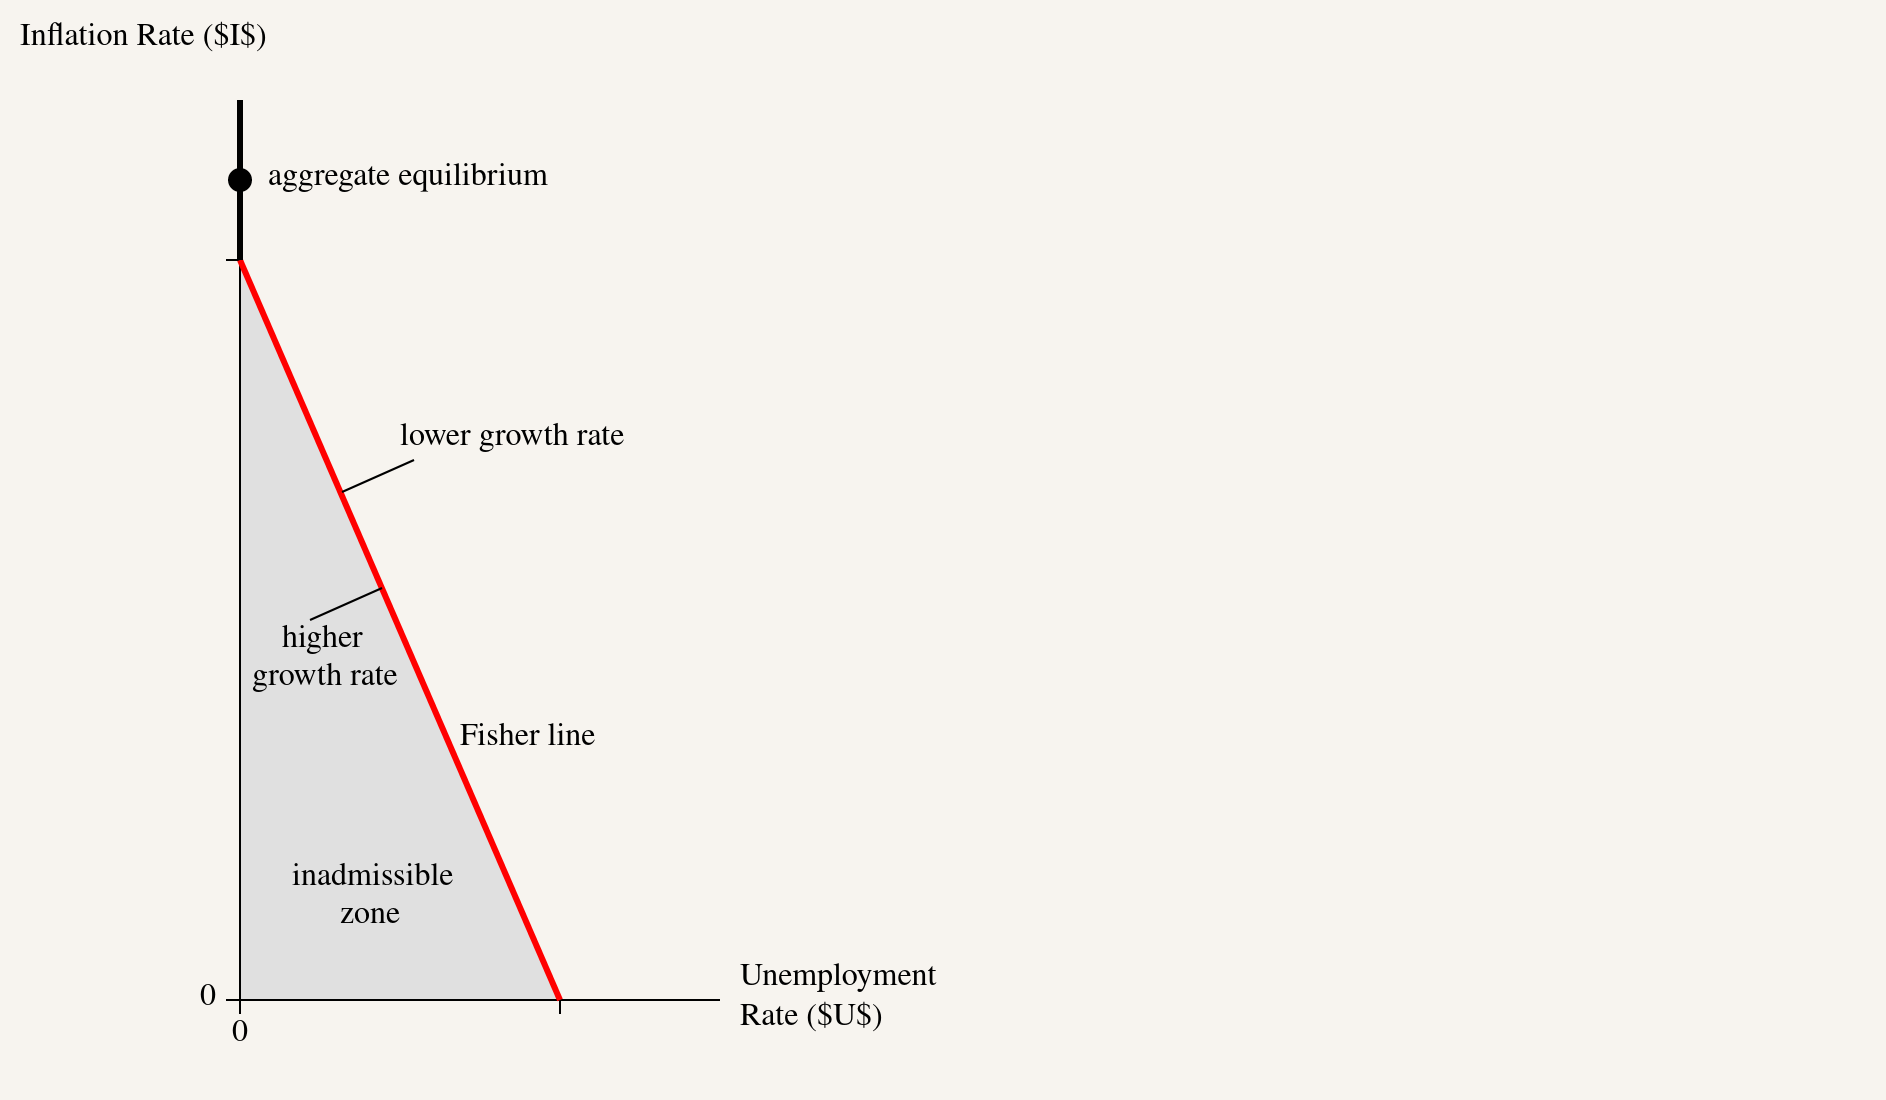 Inflation Rate ($I$)
aggregate equilibrium
lower growth rate
higher
growth rate
Fisher line
inadmissible
zone
Unemployment
Rate ($U$)
0
0